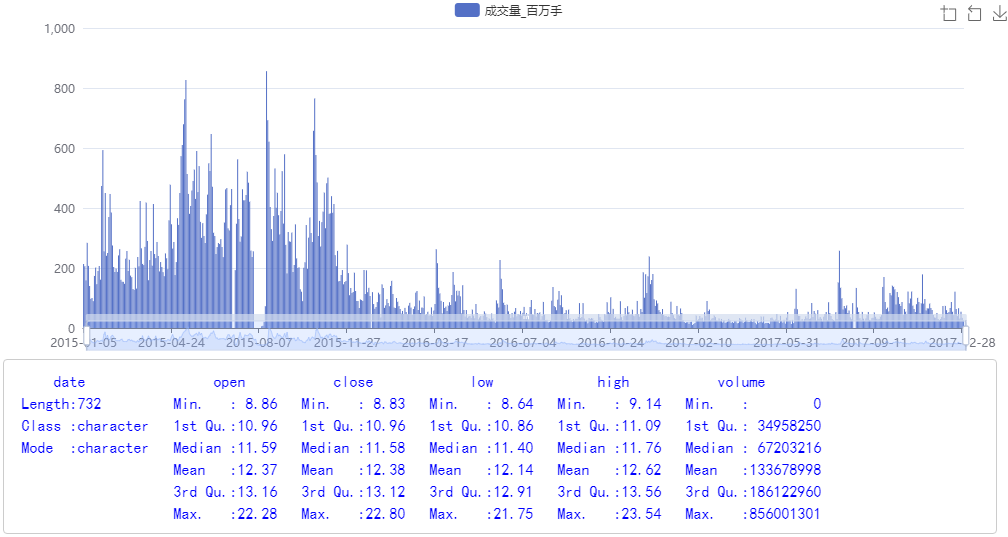 成交量_百万手
1,000
800
600
400
200
0
2015-01-05 2015-04-24 2015-08-07 2015-11-27 2016-03-17 2016-07-04 2016-10-24 2017-02-10 2017-05-31 2017-09-11 2017-12-28
date open close low high volume
Length:732 Min. : 8.86 Min. : 8.83 Min. : 8.64 Min. : 9.14 Min. : 0
Class :character 1st Qu.:10.96 1st Qu.:10.96 1st Qu.:10.86 1st Qu.:11.09 1st Qu.: 34958250
Mode :character Median :11.59 Median :11.58 Median :11.40 Median :11.76 Median : 67203216
Mean :12.37 Mean :12.38 Mean :12.14 Mean :12.62 Mean :133678998
3rd Qu.:13.16 3rd Qu.:13.12 3rd Qu.:12.91 3rd Qu.:13.56 3rd Qu.:186122960
Max. :22.28 Max. :22.80 Max. :21.75 Max. :23.54 Max. :856001301